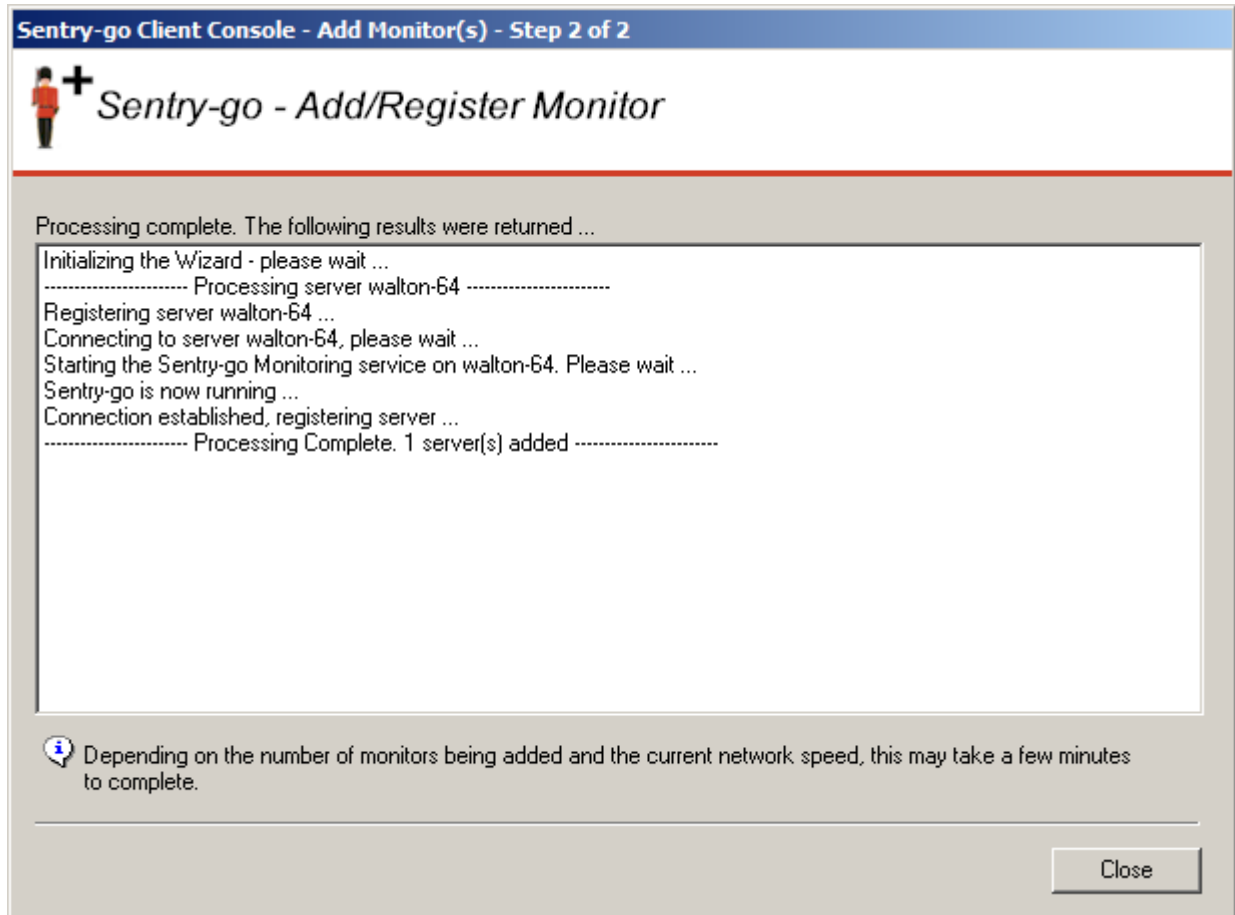 Sentry-go Client Console - Add Monitor(s) - Step 2 of 2
Sentry-go - Add/Register Monitor
Processing complete. The following results were returned ...
Initializing the Wizard - please wait ...
------------------------ Processing server walton-64 ------------------------
Registering server walton-64 ...
Connecting to server walton-64, please wait ...
Starting the Sentry-go Monitoring service on walton-64. Please wait ...
Sentry-go is now running ...
Connection established, registering server ...
------------------------ Processing Complete. 1 server(s) added ------------------------
Depending on the number of monitors being added and the current network speed, this may take a few minutes
to complete.
Close